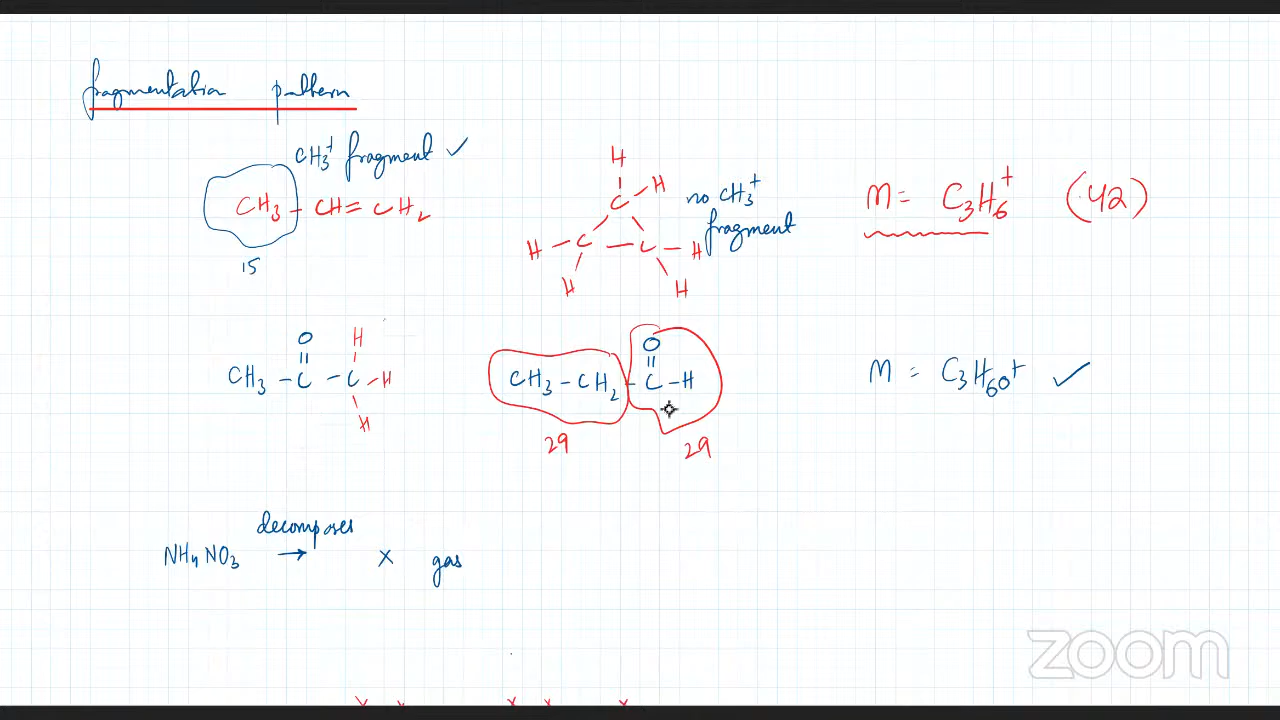 fragmentation pattern
CH3+ fragment ✓
CH3 - CH = CH2
15
H
C H
H - C - C - H
H H
no CH3+
fragment
M = C3H6+ (42)
O H
CH3 - C - C - H
H
O
CH3 - CH2 - C - H
29 29
M = C3H6O+ ✓
decomposes
NH4NO3 → X gas
zoom